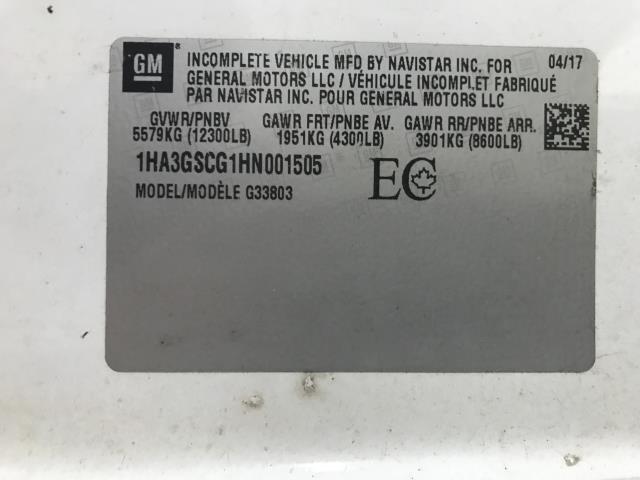 GM INCOMPLETE VEHICLE MFD BY NAVISTAR INC. FOR 04/17
GENERAL MOTORS LLC / VÉHICULE INCOMPLET FABRIQUÉ
PAR NAVISTAR INC. POUR GENERAL MOTORS LLC
GVWR/PNBV GAWR FRT/PNBE AV. GAWR RR/PNBE ARR.
5579KG (12300LB) 1951KG (4300LB) 3901KG (8600LB)
1HA3GSCG1HN001505 EC
MODEL/MODÈLE G33803